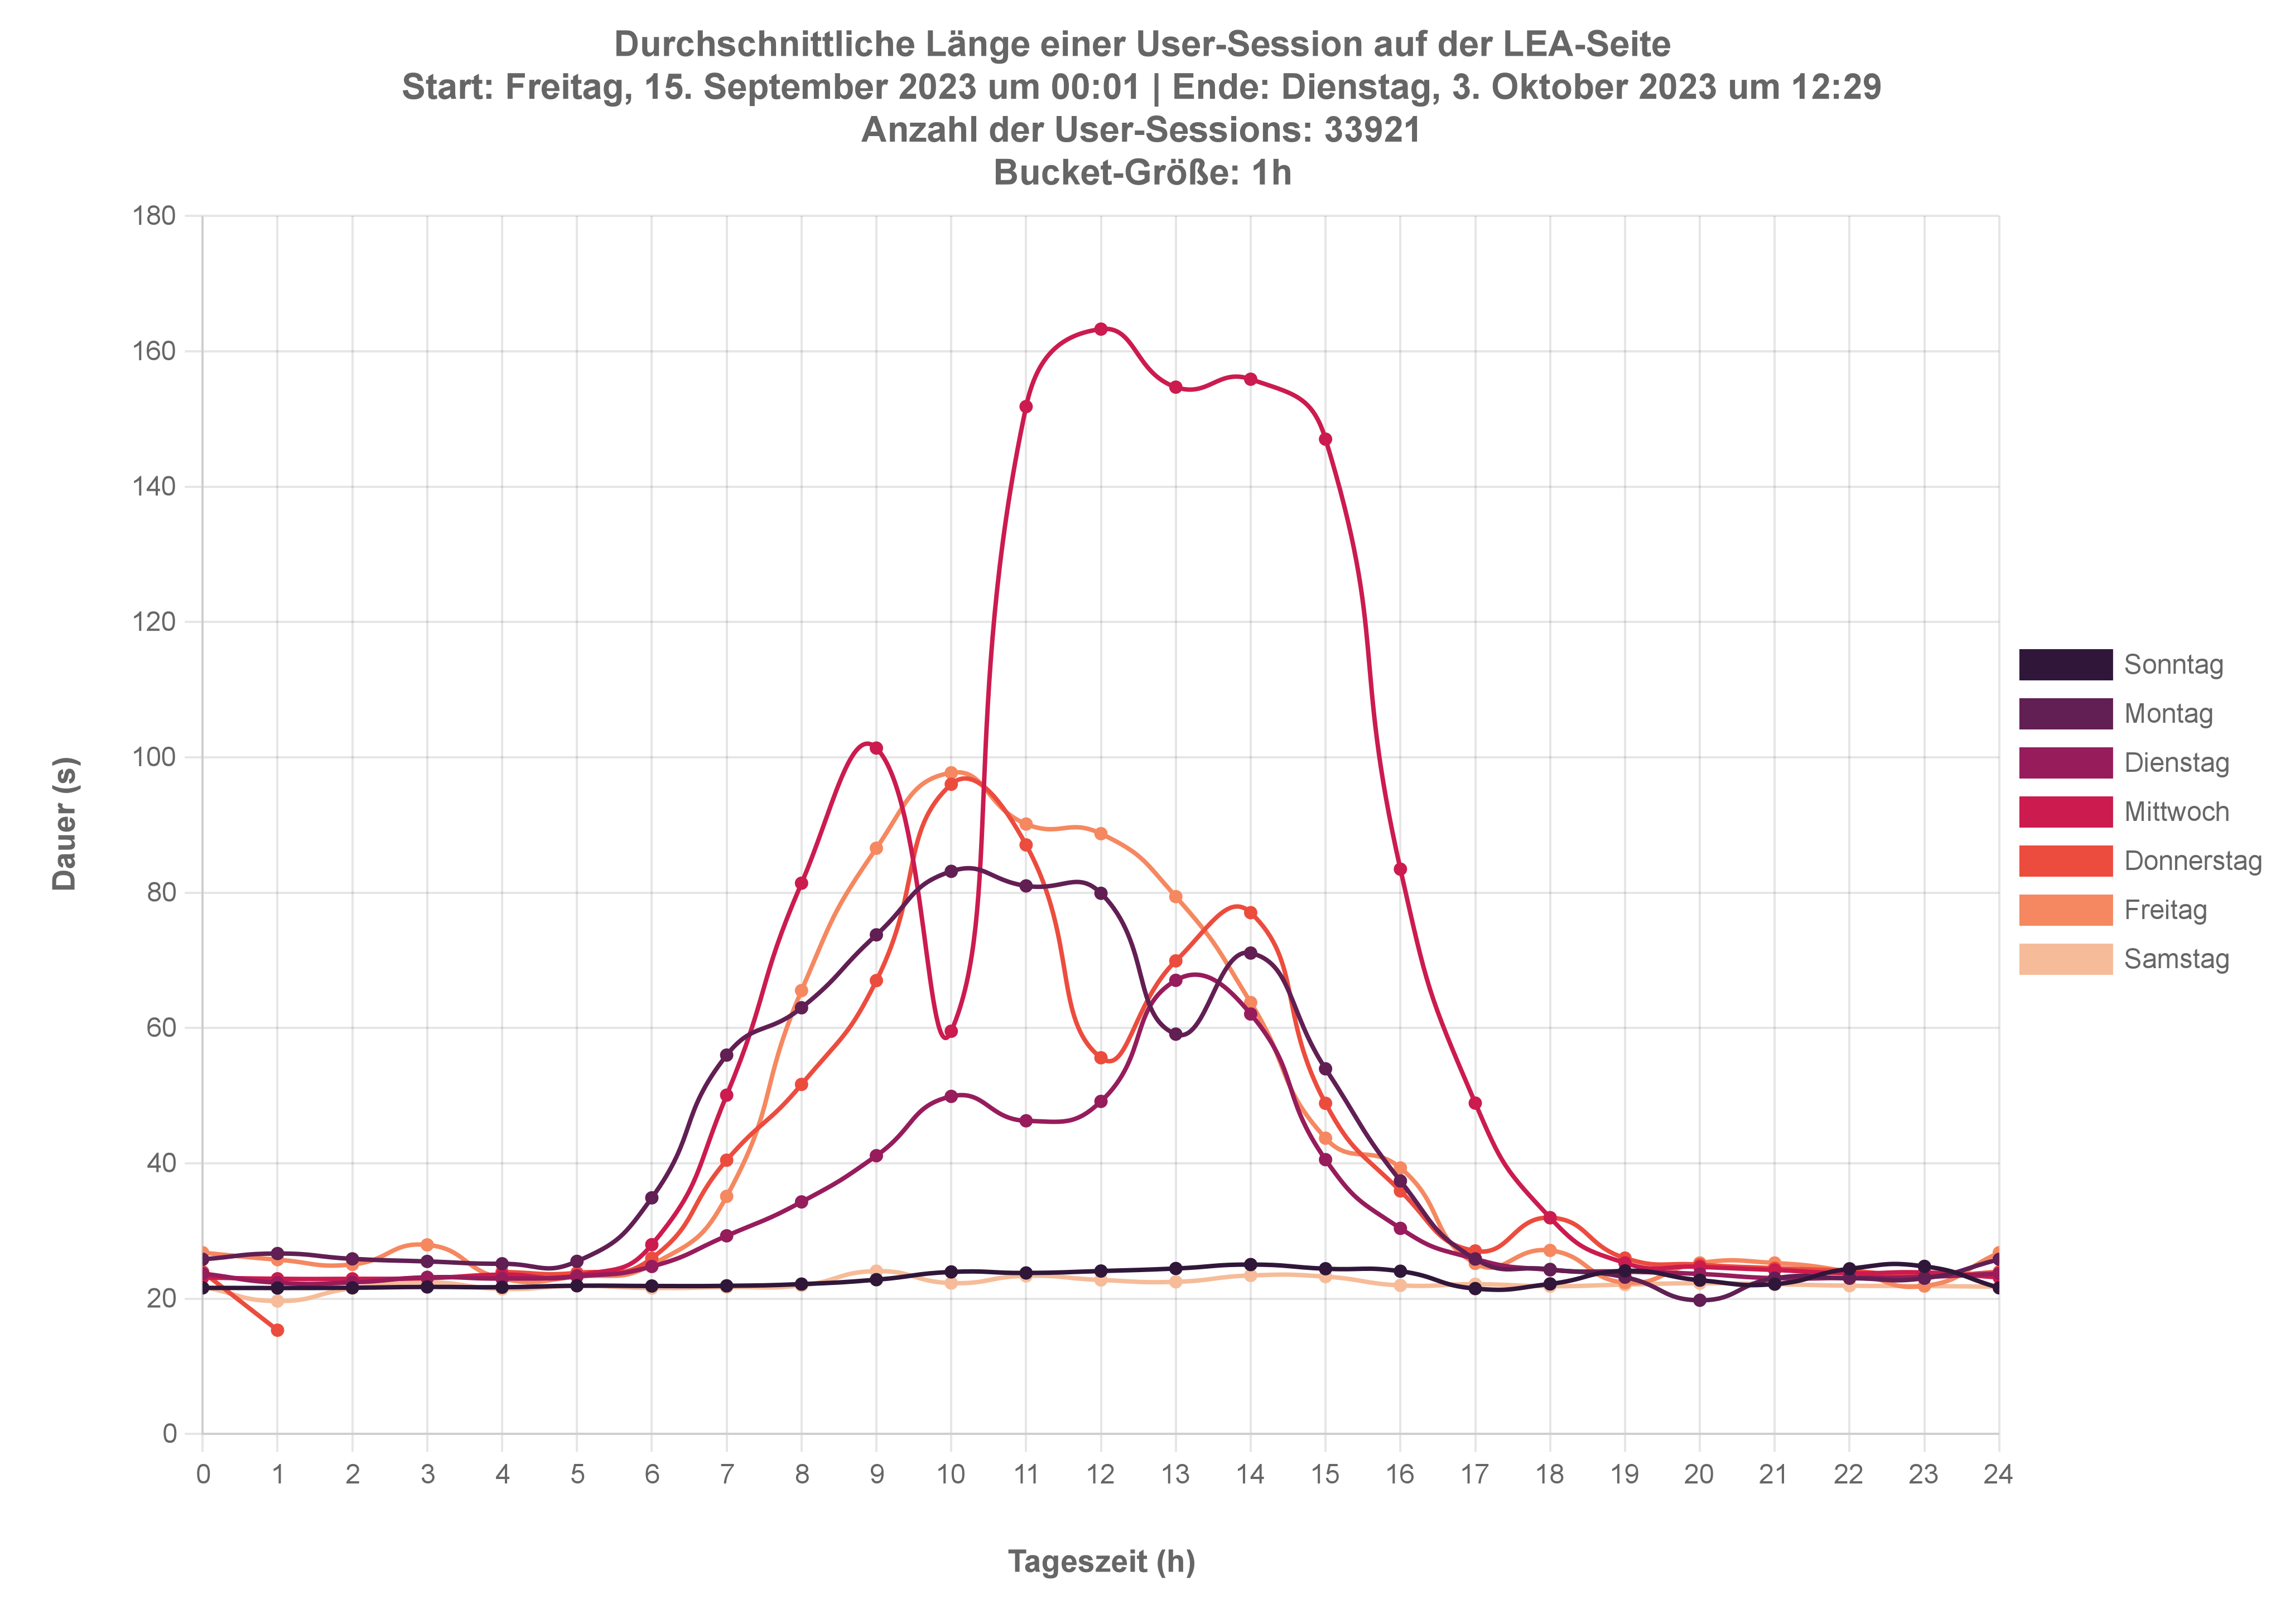 Durchschnittliche Länge einer User-Session auf der LEA-Seite
Start: Freitag, 15. September 2023 um 00:01 | Ende: Dienstag, 3. Oktober 2023 um 12:29
Anzahl der User-Sessions: 33921
Bucket-Größe: 1h
180
160
140
120
100
80
60
40
20
0
Dauer (s)
0 1 2 3 4 5 6 7 8 9 10 11 12 13 14 15 16 17 18 19 20 21 22 23 24
Tageszeit (h)
Sonntag
Montag
Dienstag
Mittwoch
Donnerstag
Freitag
Samstag